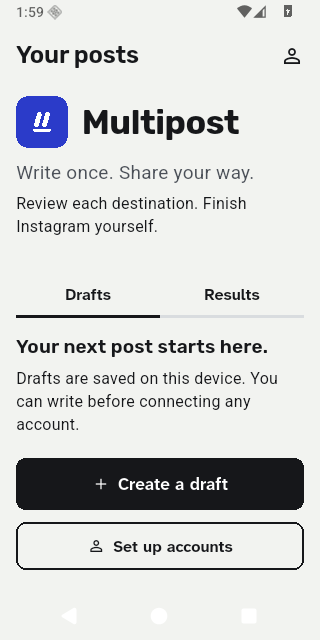 1:59
Your posts
Multipost
Write once. Share your way.
Review each destination. Finish
Instagram yourself.
Drafts
Results
Your next post starts here.
Drafts are saved on this device. You
can write before connecting any
account.
+ Create a draft
Set up accounts